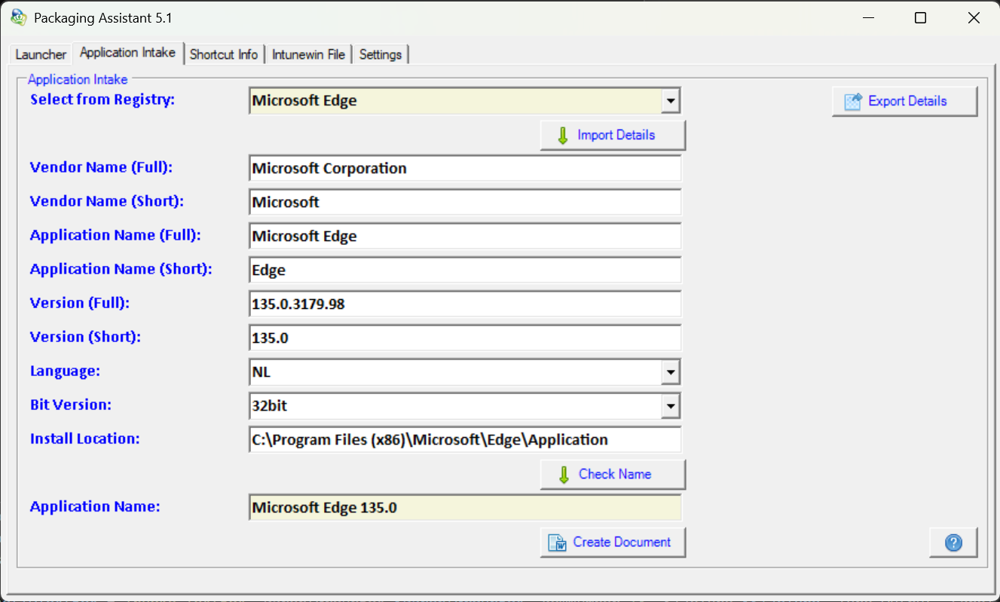 Packaging Assistant 5.1
Launcher Application Intake Shortcut Info Intunewin File Settings
Application Intake
Select from Registry: Microsoft Edge Export Details
Import Details
Vendor Name (Full): Microsoft Corporation
Vendor Name (Short): Microsoft
Application Name (Full): Microsoft Edge
Application Name (Short): Edge
Version (Full): 135.0.3179.98
Version (Short): 135.0
Language: NL
Bit Version: 32bit
Install Location: C:\Program Files (x86)\Microsoft\Edge\Application
Check Name
Application Name: Microsoft Edge 135.0
Create Document